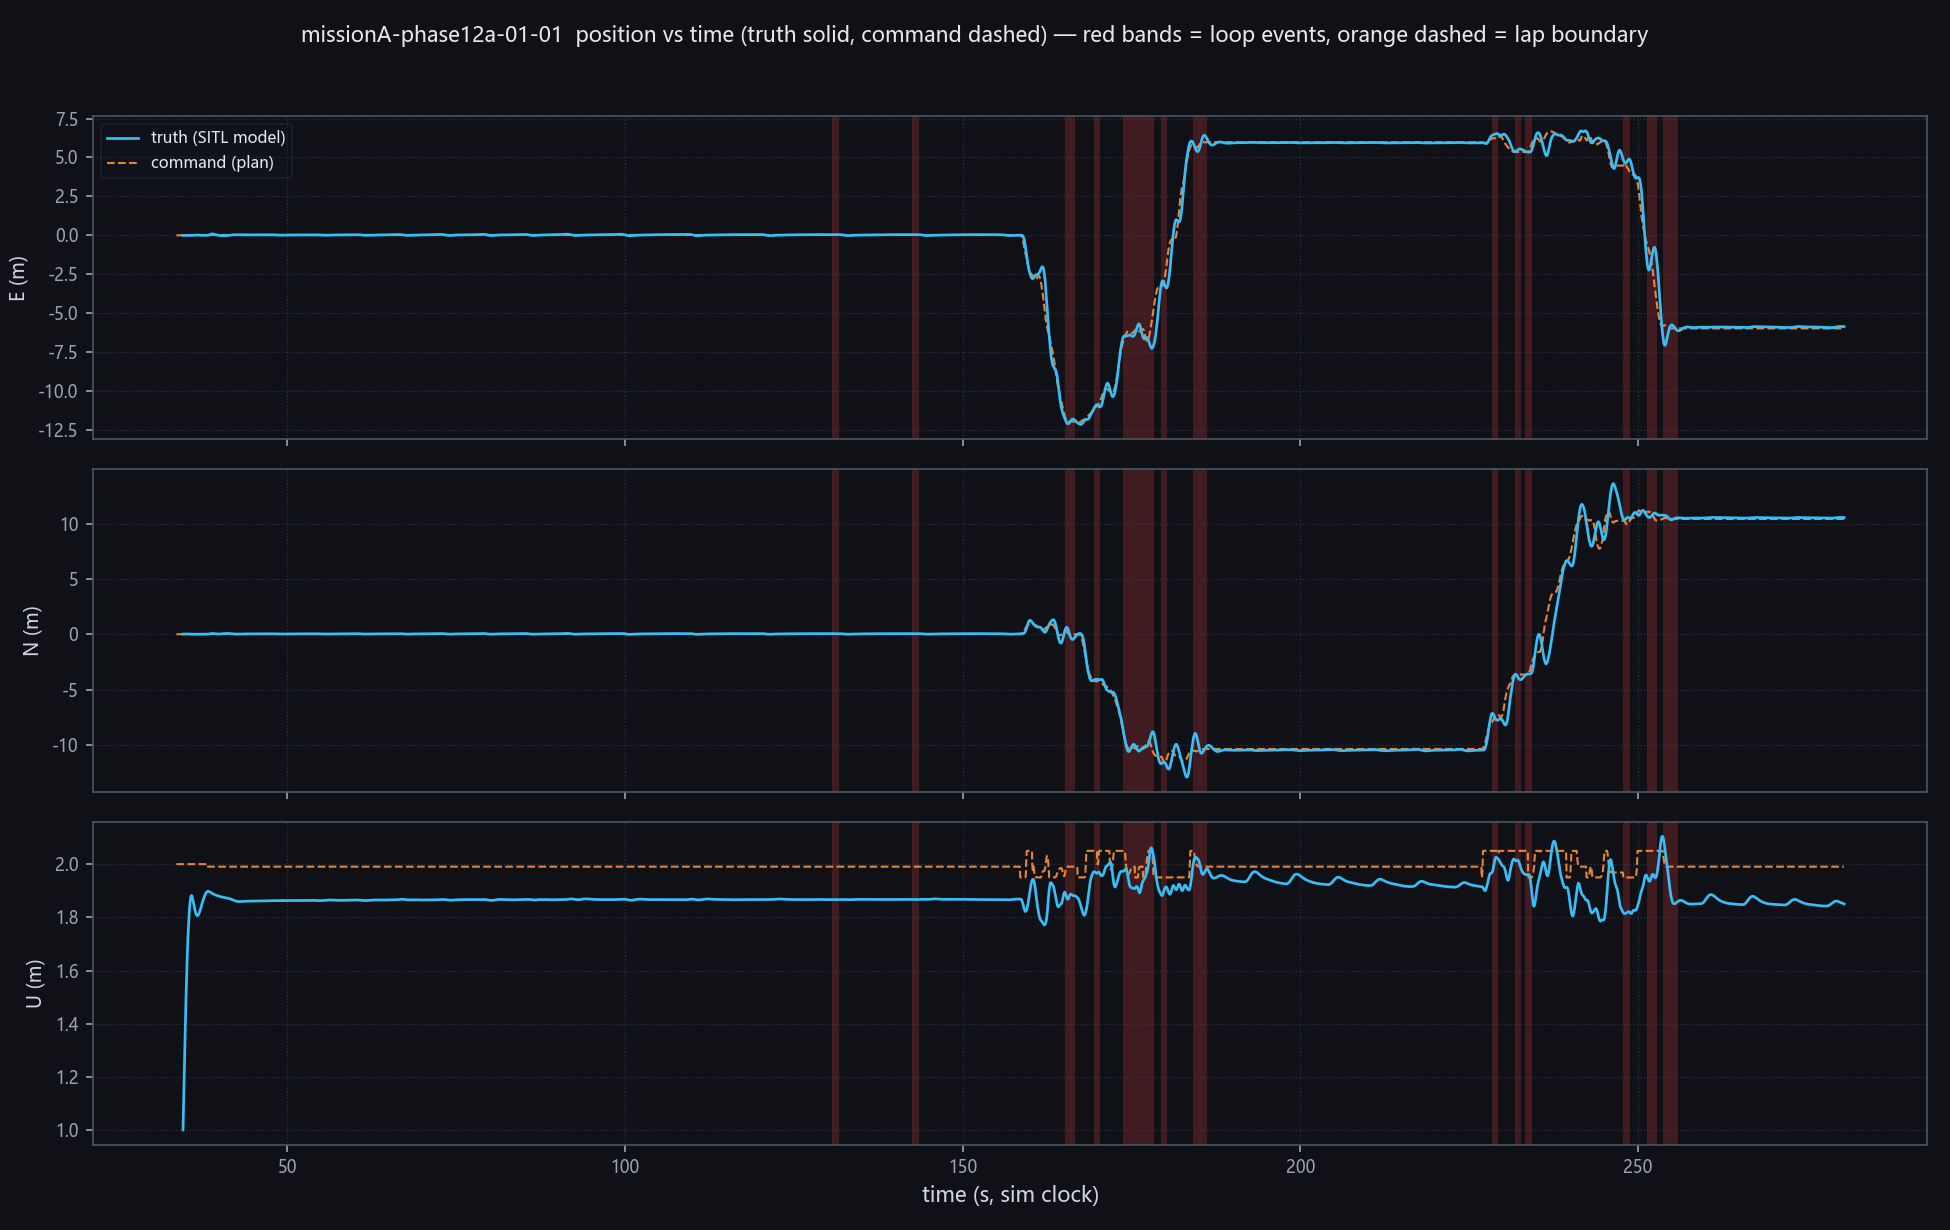 missionA-phase12a-01-01  position vs time (truth solid, command dashed) — red bands = loop events, orange dashed = lap boundary
truth (SITL model)
command (plan)
E (m)
7.5
5.0
2.5
0.0
-2.5
-5.0
-7.5
-10.0
-12.5
N (m)
10
5
0
-5
-10
U (m)
2.0
1.8
1.6
1.4
1.2
1.0
50 100 150 200 250
time (s, sim clock)